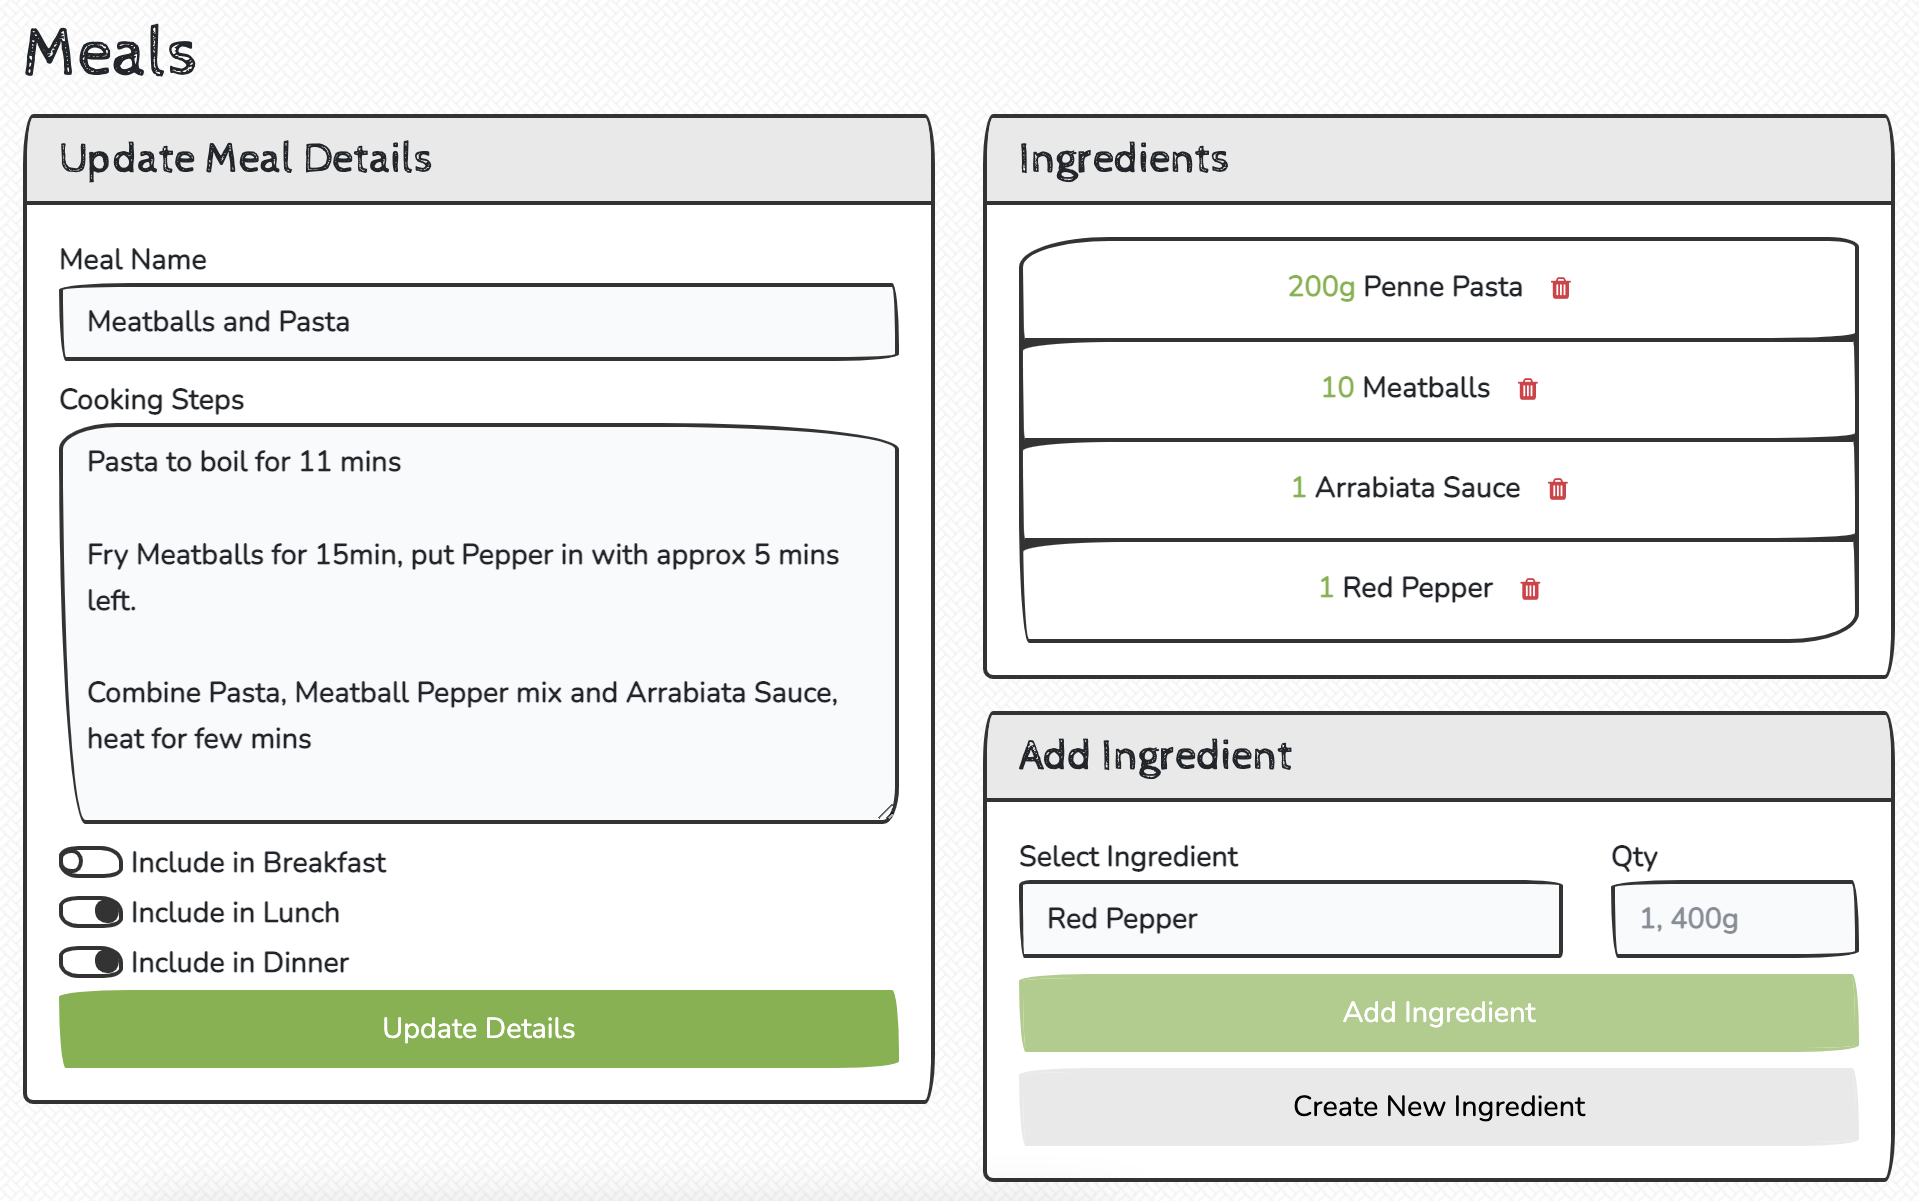 Meals
Update Meal Details
Meal Name
Meatballs and Pasta
Cooking Steps
Pasta to boil for 11 mins
Fry Meatballs for 15min, put Pepper in with approx 5 mins
left.
Combine Pasta, Meatball Pepper mix and Arrabiata Sauce,
heat for few mins
Include in Breakfast
Include in Lunch
Include in Dinner
Update Details
Ingredients
200g Penne Pasta
10 Meatballs
1 Arrabiata Sauce
1 Red Pepper
Add Ingredient
Select Ingredient
Qty
Red Pepper
1, 400g
Add Ingredient
Create New Ingredient